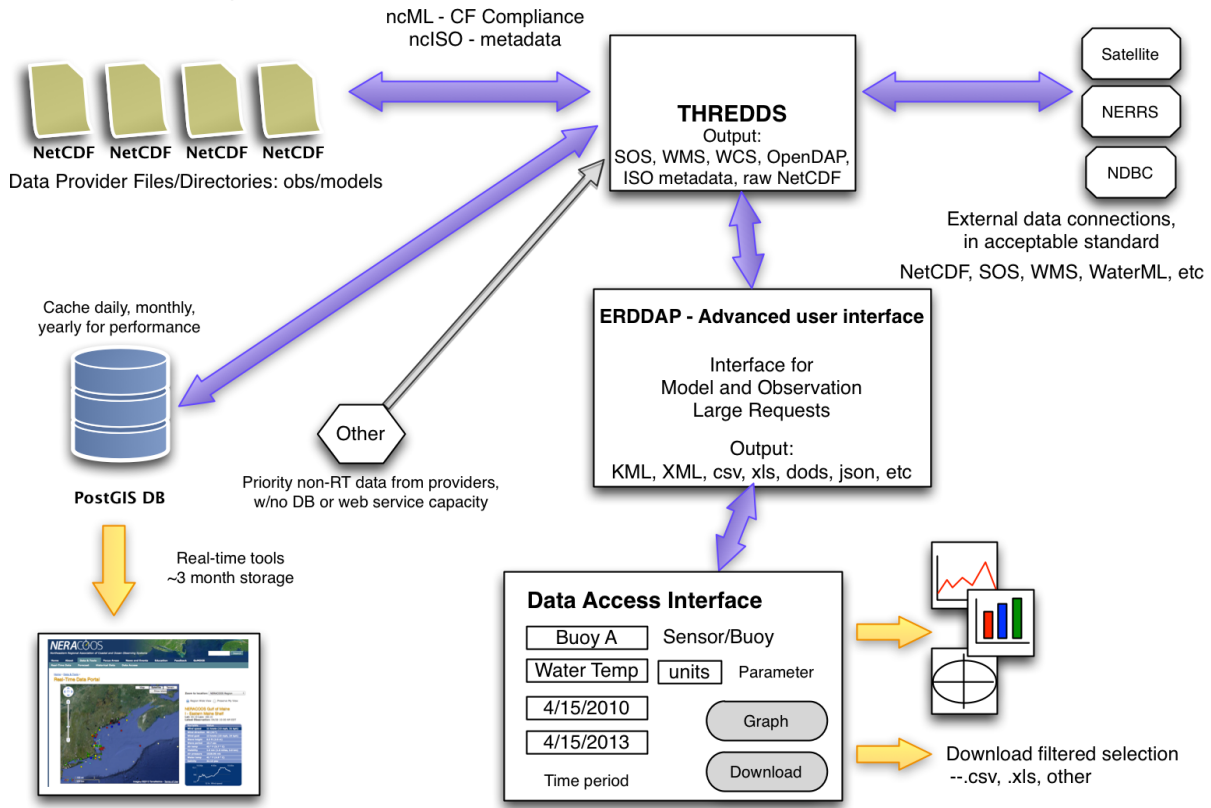 ncML - CF Compliance
ncISO - metadata
NetCDF NetCDF NetCDF NetCDF
Data Provider Files/Directories: obs/models
THREDDS
Output:
SOS, WMS, WCS, OpenDAP,
ISO metadata, raw NetCDF
Satellite
NERRS
NDBC
External data connections,
in acceptable standard
NetCDF, SOS, WMS, WaterML, etc
Cache daily, monthly,
yearly for performance
PostGIS DB
Other
Priority non-RT data from providers,
w/no DB or web service capacity
ERDDAP - Advanced user interface
Interface for
Model and Observation
Large Requests
Output:
KML, XML, csv, xls, dods, json, etc
Real-time tools
~3 month storage
NERACOOS
Real-Time Data Portal
Data Access Interface
Buoy A Sensor/Buoy
Water Temp units Parameter
4/15/2010
4/15/2013
Time period
Graph
Download
Download filtered selection
--.csv, .xls, other